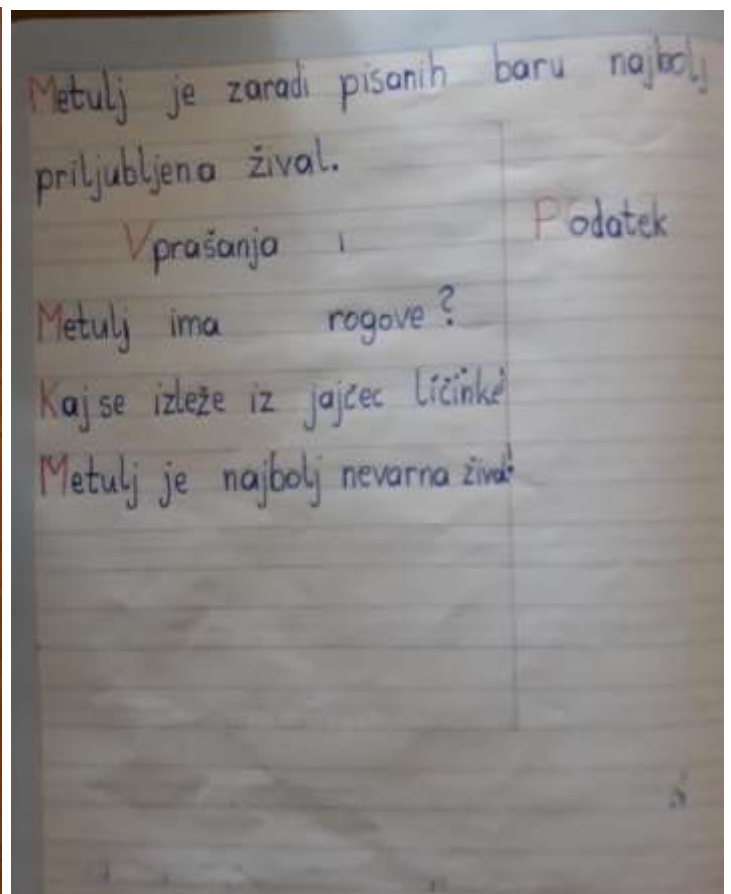 Metulj je zaradi pisanih baru najbolj
priljubljena žival.
Vprašanja
Podatek
Metulj ima rogove?
Kaj se izleže iz jajčec ličinke
Metulj je najbolj nevarna žival